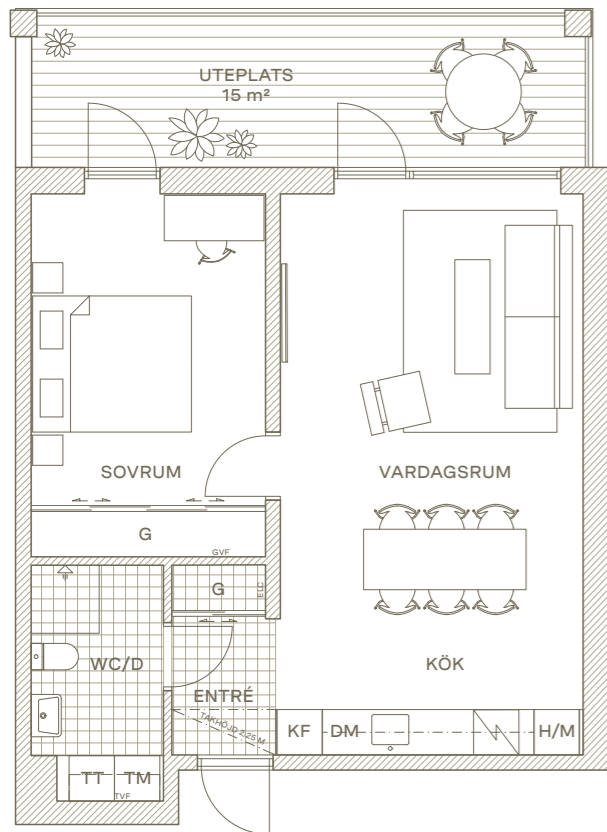 UTEPLATS
15 m²
SOVRUM
VARDAGSRUM
G
GVF
G
ELC
WC/D
ENTRÉ
KÖK
TAKHÖJD 2,25 M
KF DM H/M
TT TM
TVF